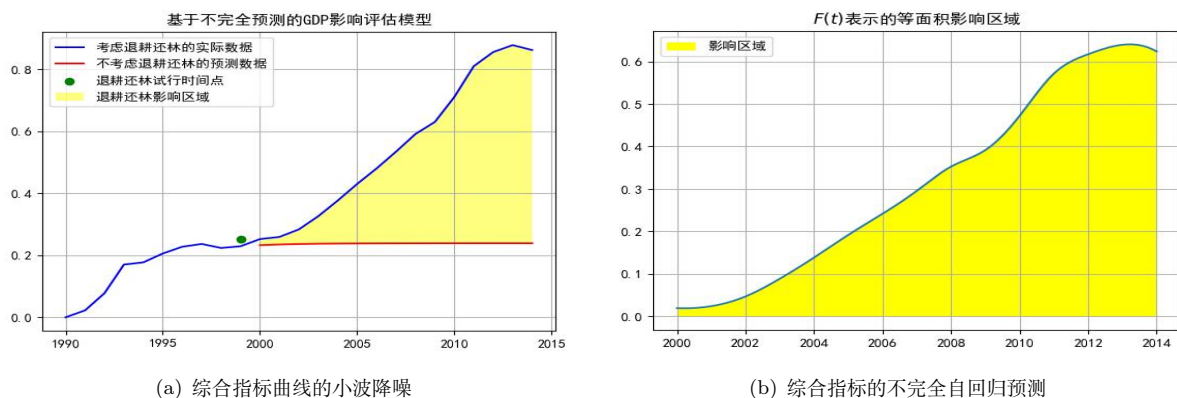 基于不完全预测的GDP影响评估模型
考虑退耕还林的实际数据
不考虑退耕还林的预测数据
退耕还林试行时间点
退耕还林影响区域
0.8
0.6
0.4
0.2
0.0
1990 1995 2000 2005 2010 2015
(a) 综合指标曲线的小波降噪
F(t)表示的等面积影响区域
影响区域
0.6
0.5
0.4
0.3
0.2
0.1
0.0
2000 2002 2004 2006 2008 2010 2012 2014
(b) 综合指标的不完全自回归预测